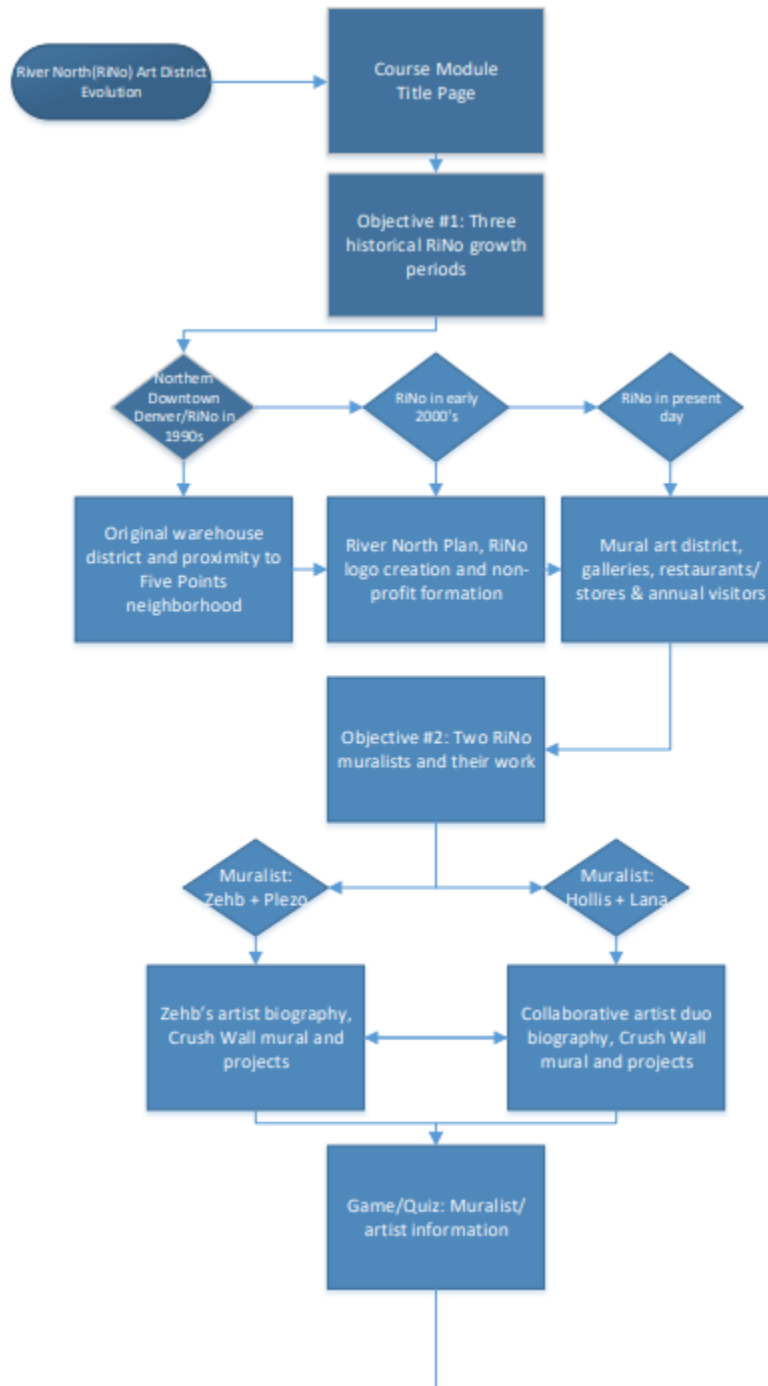 River North(RiNo) Art District
Evolution
Course Module
Title Page
Objective #1: Three
historical RiNo growth
periods
Northern
Downtown
Denver/RiNo in
1990s
RiNo in early
2000's
RiNo in present
day
Original warehouse
district and proximity to
Five Points
neighborhood
River North Plan, RiNo
logo creation and non-
profit formation
Mural art district,
galleries, restaurants/
stores & annual visitors
Objective #2: Two RiNo
muralists and their work
Muralist:
Zehb + Plezo
Muralist:
Hollis + Lana
Zehb's artist biography,
Crush Wall mural and
projects
Collaborative artist duo
biography, Crush Wall
mural and projects
Game/Quiz: Muralist/
artist information